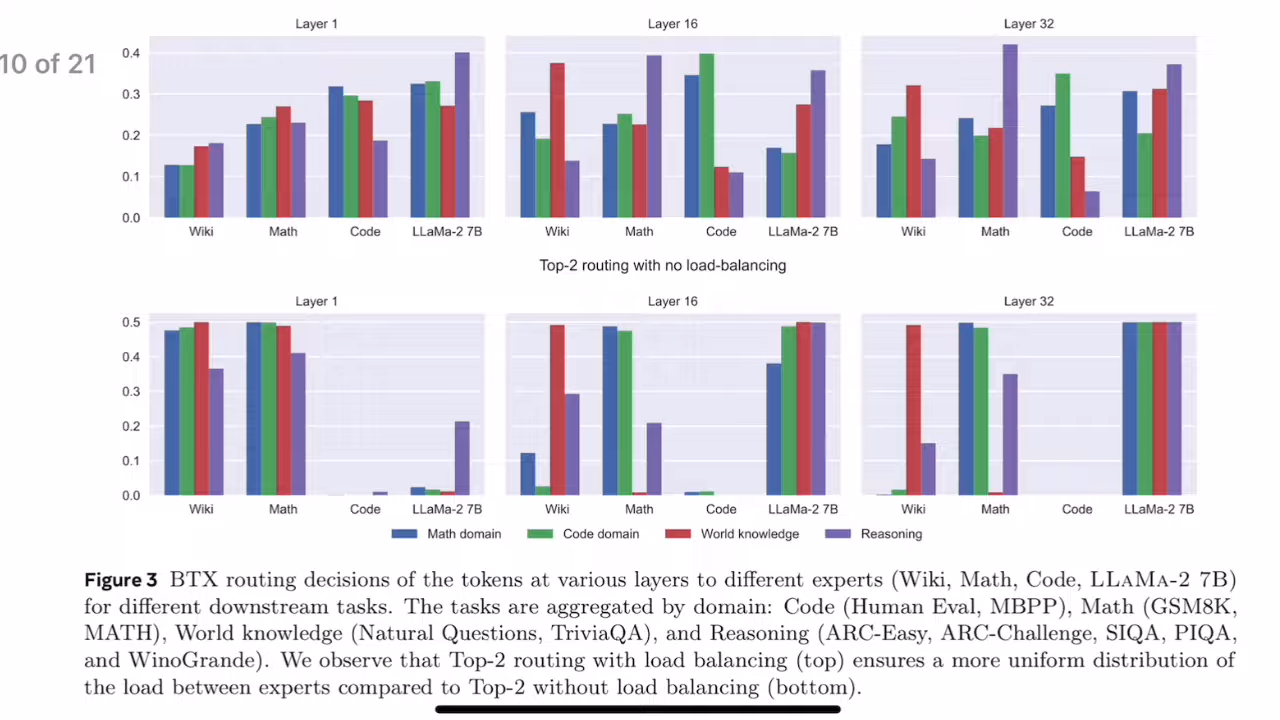 10 of 21
Layer 1 Layer 16 Layer 32
0.4
0.3
0.2
0.1
0.0
Wiki Math Code LLaMa-2 7B Wiki Math Code LLaMa-2 7B Wiki Math Code LLaMa-2 7B
Top-2 routing with no load-balancing
Layer 1 Layer 16 Layer 32
0.5
0.4
0.3
0.2
0.1
0.0
Wiki Math Code LLaMa-2 7B Wiki Math Code LLaMa-2 7B Wiki Math Code LLaMa-2 7B
Math domain Code domain World knowledge Reasoning
Figure 3 BTX routing decisions of the tokens at various layers to different experts (Wiki, Math, Code, LLAMA-2 7B)
for different downstream tasks. The tasks are aggregated by domain: Code (Human Eval, MBPP), Math (GSM8K,
MATH), World knowledge (Natural Questions, TriviaQA), and Reasoning (ARC-Easy, ARC-Challenge, SIQA, PIQA,
and WinoGrande). We observe that Top-2 routing with load balancing (top) ensures a more uniform distribution of
the load between experts compared to Top-2 without load balancing (bottom).